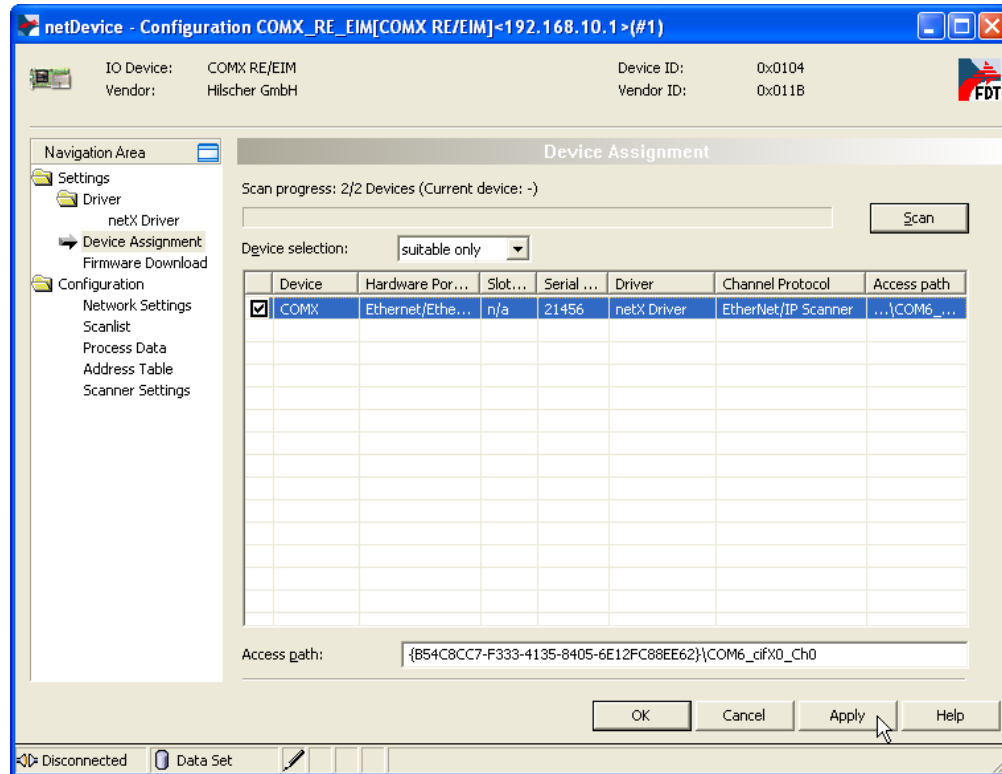 netDevice - Configuration COMX_RE_EIM[COMX RE/EIM]<192.168.10.1>(#1)
IO Device: COMX RE/EIM Device ID: 0x0104
Vendor: Hilscher GmbH Vendor ID: 0x011B
FDT
Navigation Area
Settings
Driver
netX Driver
Device Assignment
Firmware Download
Configuration
Network Settings
Scanlist
Process Data
Address Table
Scanner Settings
Device Assignment
Scan progress: 2/2 Devices (Current device: -)
Scan
Device selection: suitable only
Device Hardware Por... Slot... Serial ... Driver Channel Protocol Access path
COMX Ethernet/Ethe... n/a 21456 netX Driver EtherNet/IP Scanner ...\COM6_...
Access path: {B54C8CC7-F333-4135-8405-6E12FC88EE62}\COM6_cifX0_Ch0
OK Cancel Apply Help
Disconnected Data Set